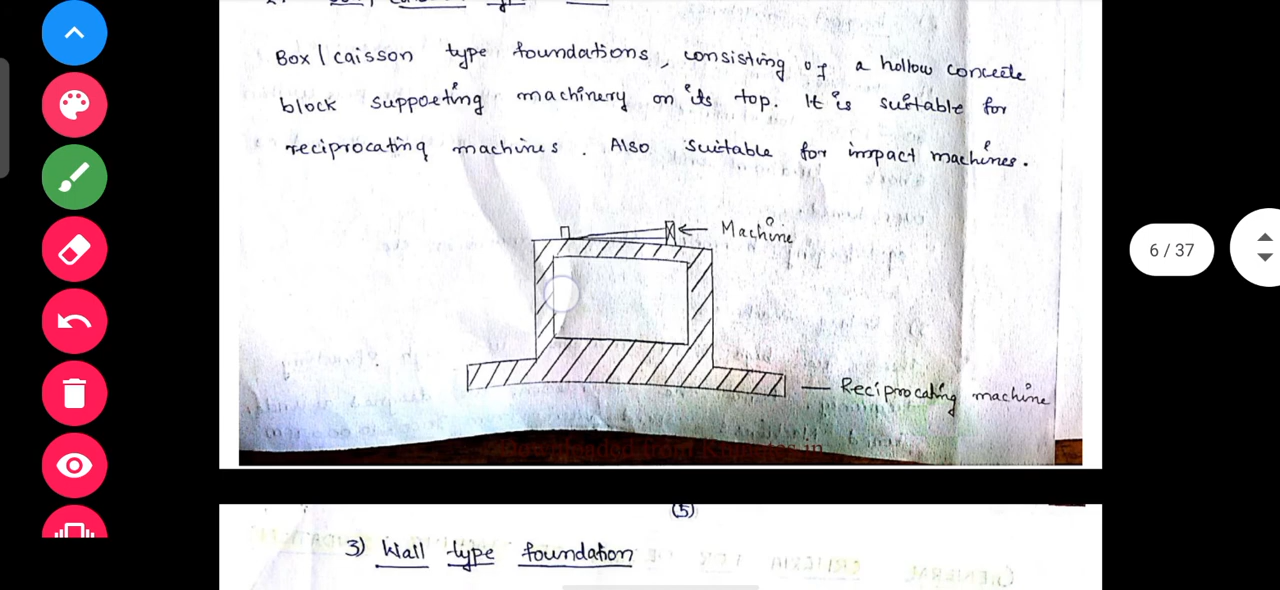 Box / caisson type foundations, consisting of a hollow concrete
block supporting machinery on its top. It is suitable for
reciprocating machines. Also suitable for impact machines.
Machine
6 / 37
Reciprocating machine
(5)
3) Wall type foundation